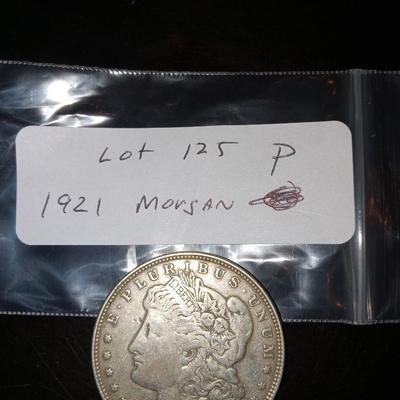 Lot 125 P
1921 MORGAN
E·PLURIBUS·UNUM
LIBERTY